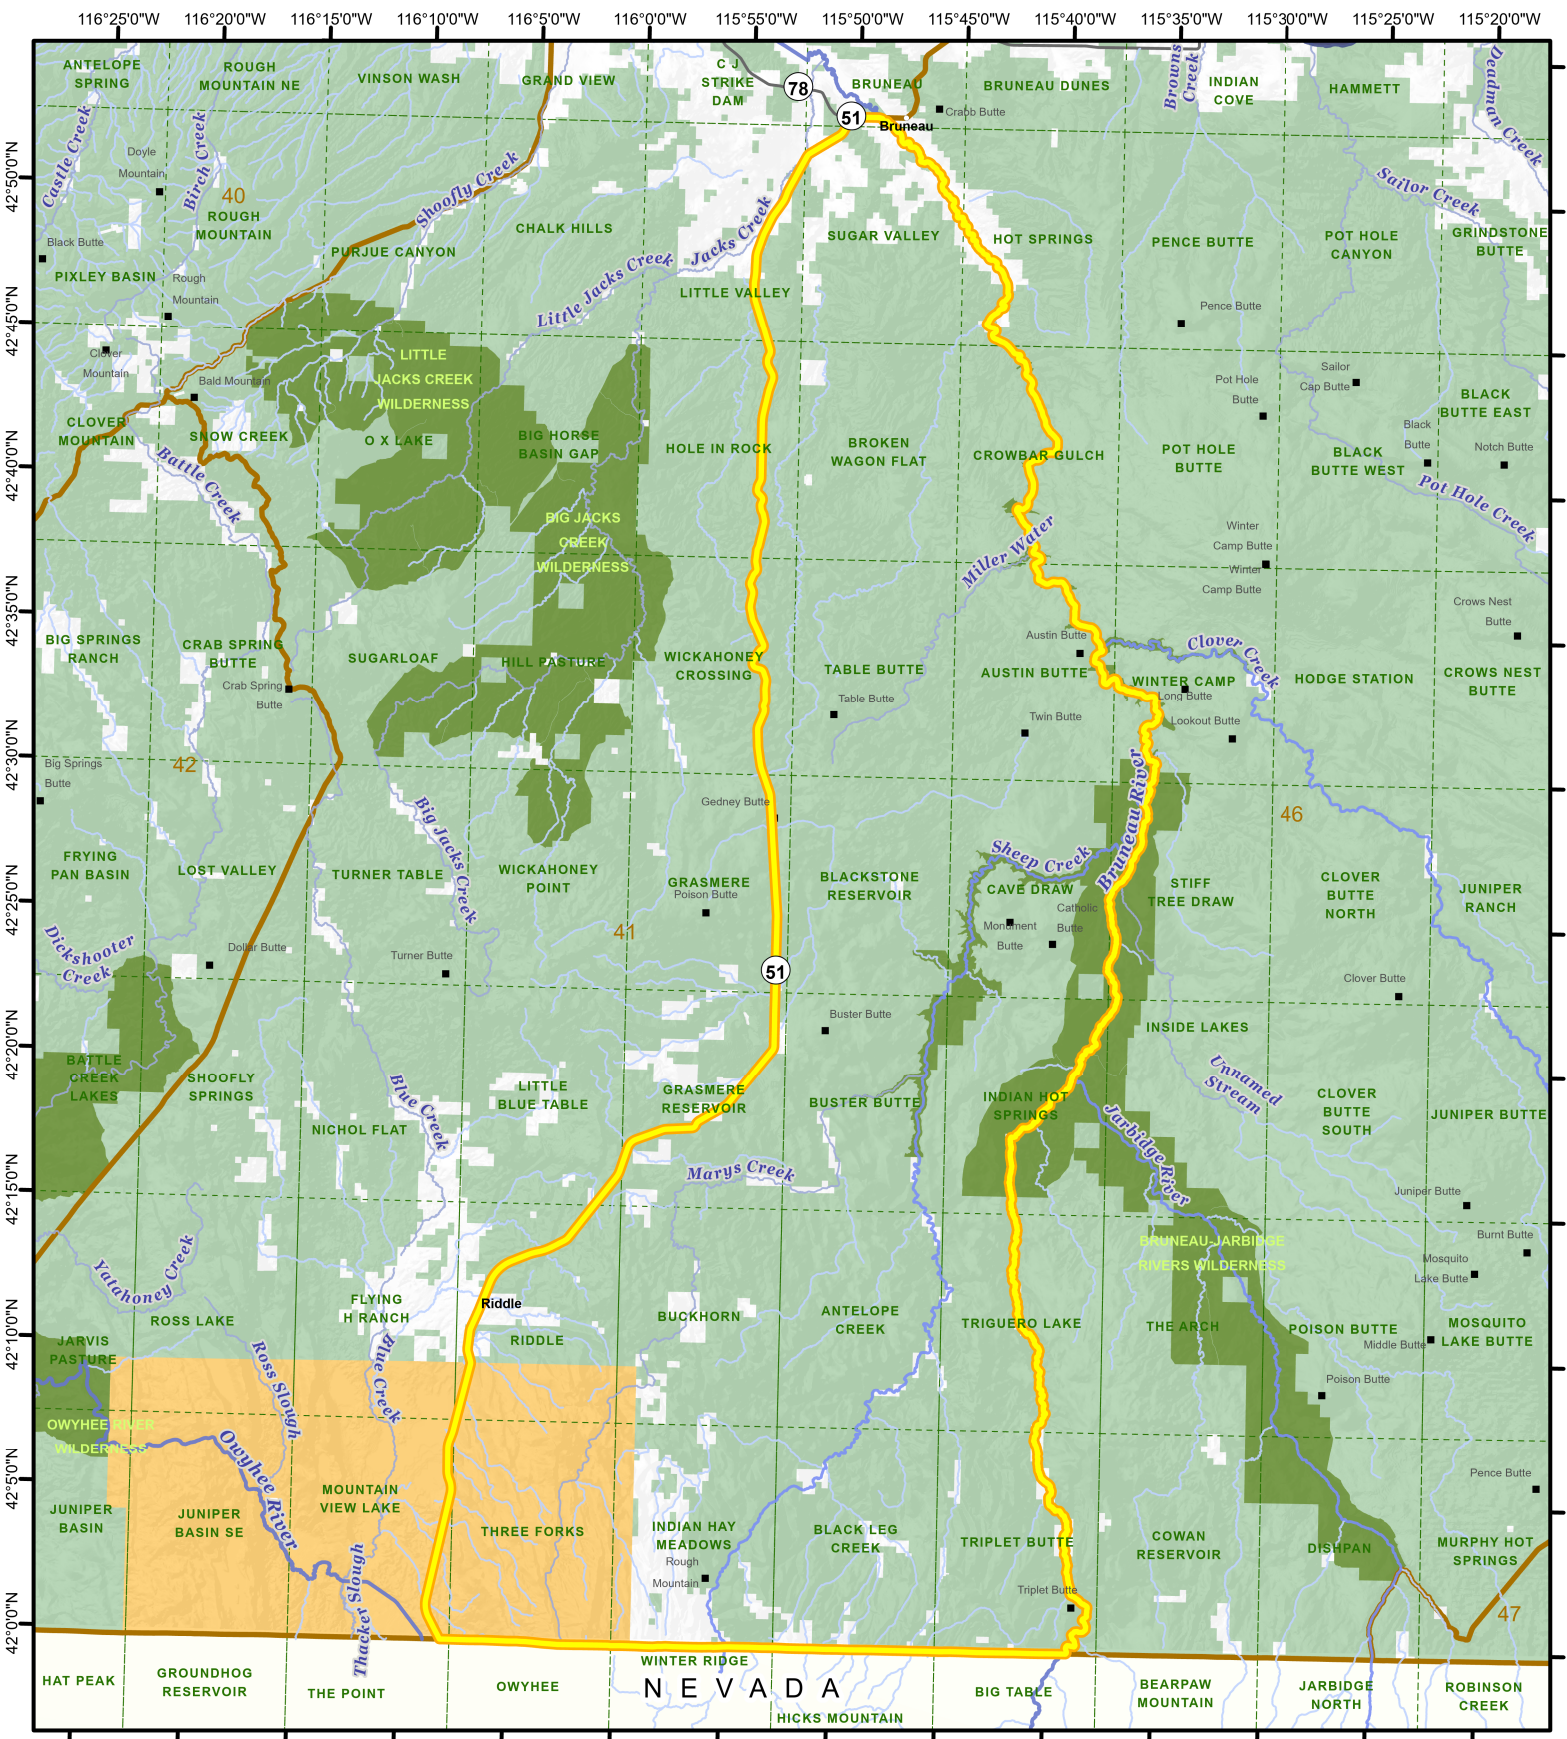 116°25'0"W 116°20'0"W 116°15'0"W 116°10'0"W 116°5'0"W 116°0'0"W 115°55'0"W 115°50'0"W 115°45'0"W 115°40'0"W 115°35'0"W 115°30'0"W 115°25'0"W 115°20'0"W
ANTELOPE
SPRING
ROUGH
MOUNTAIN NE
VINSON WASH
GRAND VIEW
C J
STRIKE
DAM
78
BRUNEAU
BRUNEAU DUNES
Browns
Creek
INDIAN
COVE
HAMMETT
Deadman Creek
51
Bruneau
Crabb Butte
Castle Creek
Doyle
Mountain
Birch Creek
40
ROUGH
MOUNTAIN
Shoofly Creek
42°50'0"N
Sailor Creek
Black Butte
PIXLEY BASIN
Rough
Mountain
PURJUE CANYON
CHALK HILLS
Little Jacks Creek
Jacks Creek
SUGAR VALLEY
HOT SPRINGS
PENCE BUTTE
POT HOLE
CANYON
GRINDSTONE
BUTTE
LITTLE VALLEY
Pence Butte
42°45'0"N
Clover
Mountain
Bald Mountain
LITTLE
JACKS CREEK
WILDERNESS
Sailor
Cap Butte
Pot Hole
Butte
BLACK
BUTTE EAST
CLOVER
MOUNTAIN
SNOW CREEK
O X LAKE
BIG HORSE
BASIN GAP
HOLE IN ROCK
BROKEN
WAGON FLAT
CROWBAR GULCH
POT HOLE
BUTTE
Black
Butte
BLACK
BUTTE WEST
Notch Butte
42°40'0"N
Battle Creek
Pot Hole Creek
BIG JACKS
CREEK
WILDERNESS
Miller Water
Winter
Camp Butte
Winter
Camp Butte
42°35'0"N
Crows Nest
Butte
BIG SPRINGS
RANCH
CRAB SPRING
BUTTE
SUGARLOAF
HILL PASTURE
WICKAHONEY
CROSSING
TABLE BUTTE
Austin Butte
AUSTIN BUTTE
Clover Creek
WINTER CAMP
HODGE STATION
CROWS NEST
BUTTE
Crab Spring
Butte
Table Butte
Long Butte
Twin Butte
Lookout Butte
42°30'0"N
42
Big Springs
Butte
Bruneau River
46
Gedney Butte
Big Jacks Creek
Sheep Creek
FRYING
PAN BASIN
LOST VALLEY
TURNER TABLE
WICKAHONEY
POINT
GRASMERE
Poison Butte
BLACKSTONE
RESERVOIR
CAVE DRAW
STIFF
TREE DRAW
CLOVER
BUTTE
NORTH
JUNIPER
RANCH
42°25'0"N
Catholic
Butte
Monument
Butte
41
Dickshooter
Creek
Dollar Butte
Turner Butte
51
Clover Butte
Buster Butte
INSIDE LAKES
42°20'0"N
BATTLE
CREEK
LAKES
SHOOFLY
SPRINGS
Blue Creek
LITTLE
BLUE TABLE
GRASMERE
RESERVOIR
BUSTER BUTTE
INDIAN HOT
SPRINGS
Unnamed
Stream
CLOVER
BUTTE
SOUTH
JUNIPER BUTTE
NICHOL FLAT
Jarbidge River
42°15'0"N
Marys Creek
Juniper Butte
Yatahoney Creek
BRUNEAU-JARBIDGE
RIVERS WILDERNESS
Burnt Butte
Mosquito
Lake Butte
FLYING
H RANCH
Riddle
ROSS LAKE
RIDDLE
BUCKHORN
ANTELOPE
CREEK
TRIGUERO LAKE
THE ARCH
POISON BUTTE
MOSQUITO
LAKE BUTTE
Middle Butte
42°10'0"N
JARVIS
PASTURE
Ross Slough
Blue Creek
Poison Butte
OWYHEE RIVER
WILDERNESS
Owyhee River
42°5'0"N
Pence Butte
JUNIPER
BASIN
JUNIPER
BASIN SE
MOUNTAIN
VIEW LAKE
THREE FORKS
INDIAN HAY
MEADOWS
Rough
Mountain
BLACK LEG
CREEK
TRIPLET BUTTE
COWAN
RESERVOIR
DISHPAN
MURPHY HOT
SPRINGS
Thacker Slough
Triplet Butte
47
42°0'0"N
HAT PEAK
GROUNDHOG
RESERVOIR
THE POINT
OWYHEE
WINTER RIDGE
NEVADA
HICKS MOUNTAIN
BIG TABLE
BEARPAW
MOUNTAIN
JARBIDGE
NORTH
ROBINSON
CREEK